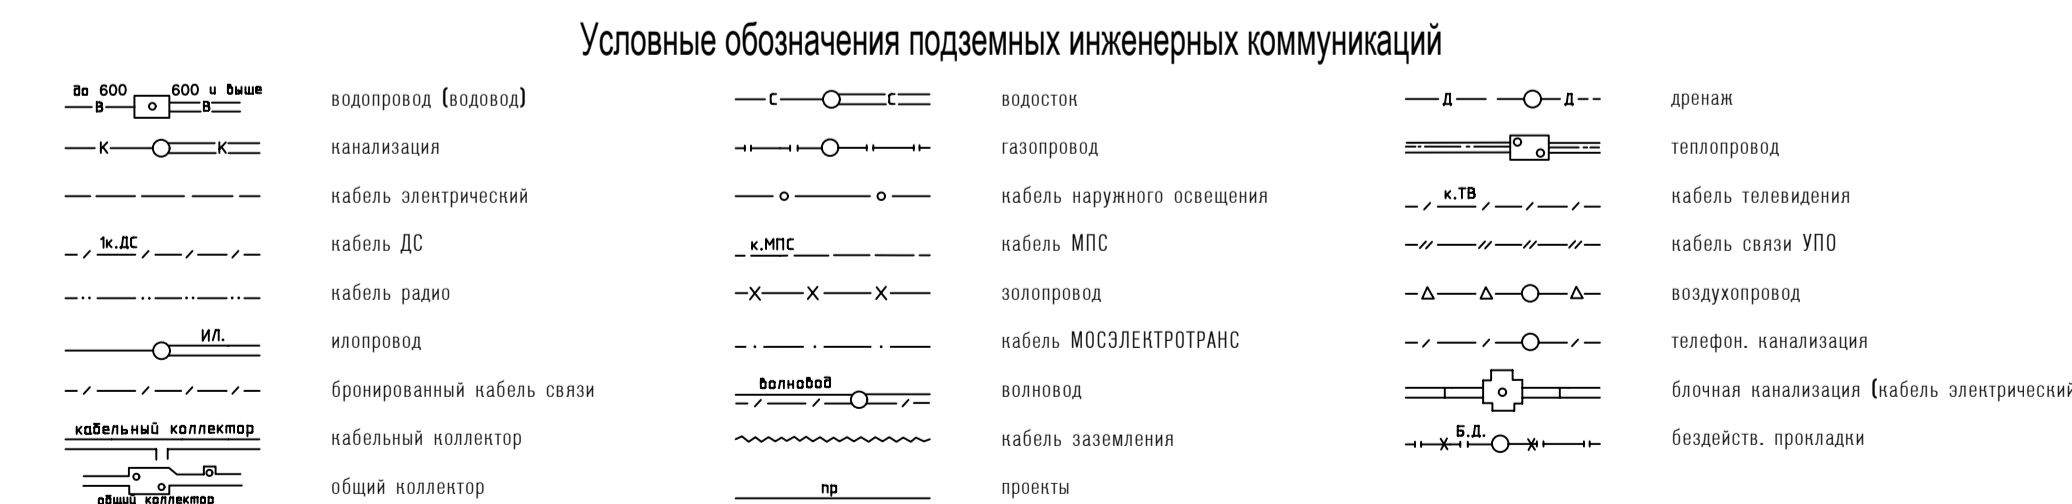 Условные обозначения подземных инженерных коммуникаций
до 600 600 и выше
В В водопровод (водовод) С С водосток Д Д дренаж
К К канализация газопровод теплопровод
кабель электрический кабель наружного освещения к.ТВ кабель телевидения
1к.ДС кабель ДС к.МПС кабель МПС кабель связи УПО
кабель радио золопровод воздухопровод
ИЛ. илопровод кабель МОСЭЛЕКТРОТРАНС телефон. канализация
бронированный кабель связи волновод волновод блочная канализация (кабель электрический
кабельный коллектор кабельный коллектор кабель заземления Б.Д. бездейств. прокладки
общий коллектор общий коллектор пр проекты